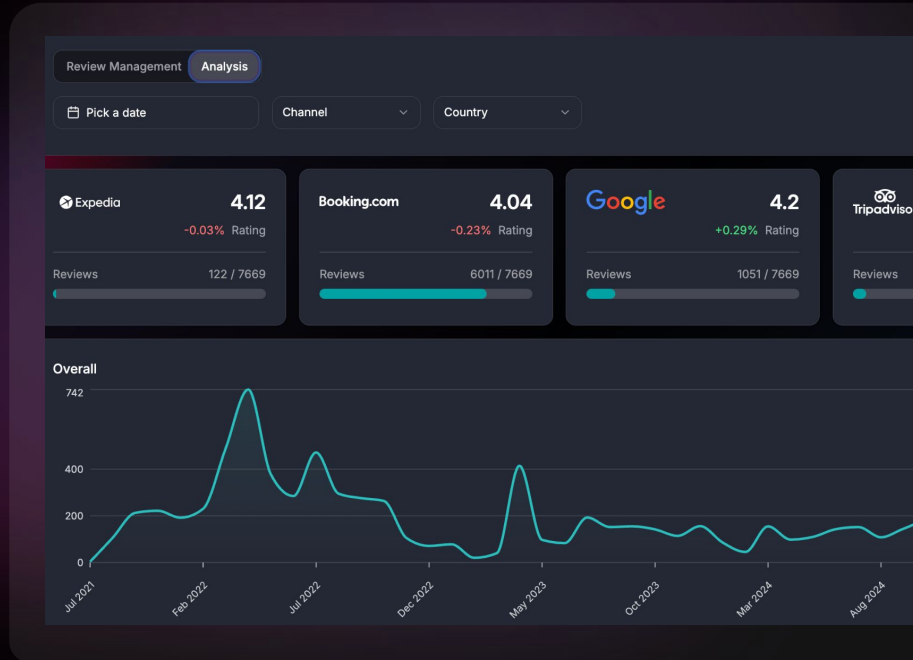 Review Management Analysis
Pick a date Channel Country
Expedia 4.12
-0.03% Rating
Reviews 122 / 7669
Booking.com 4.04
-0.23% Rating
Reviews 6011 / 7669
Google 4.2
+0.29% Rating
Reviews 1051 / 7669
Tripadviso
Reviews
Overall
742
400
200
0
Jul 2021 Feb 2022 Jul 2022 Dec 2022 May 2023 Oct 2023 Mar 2024 Aug 2024